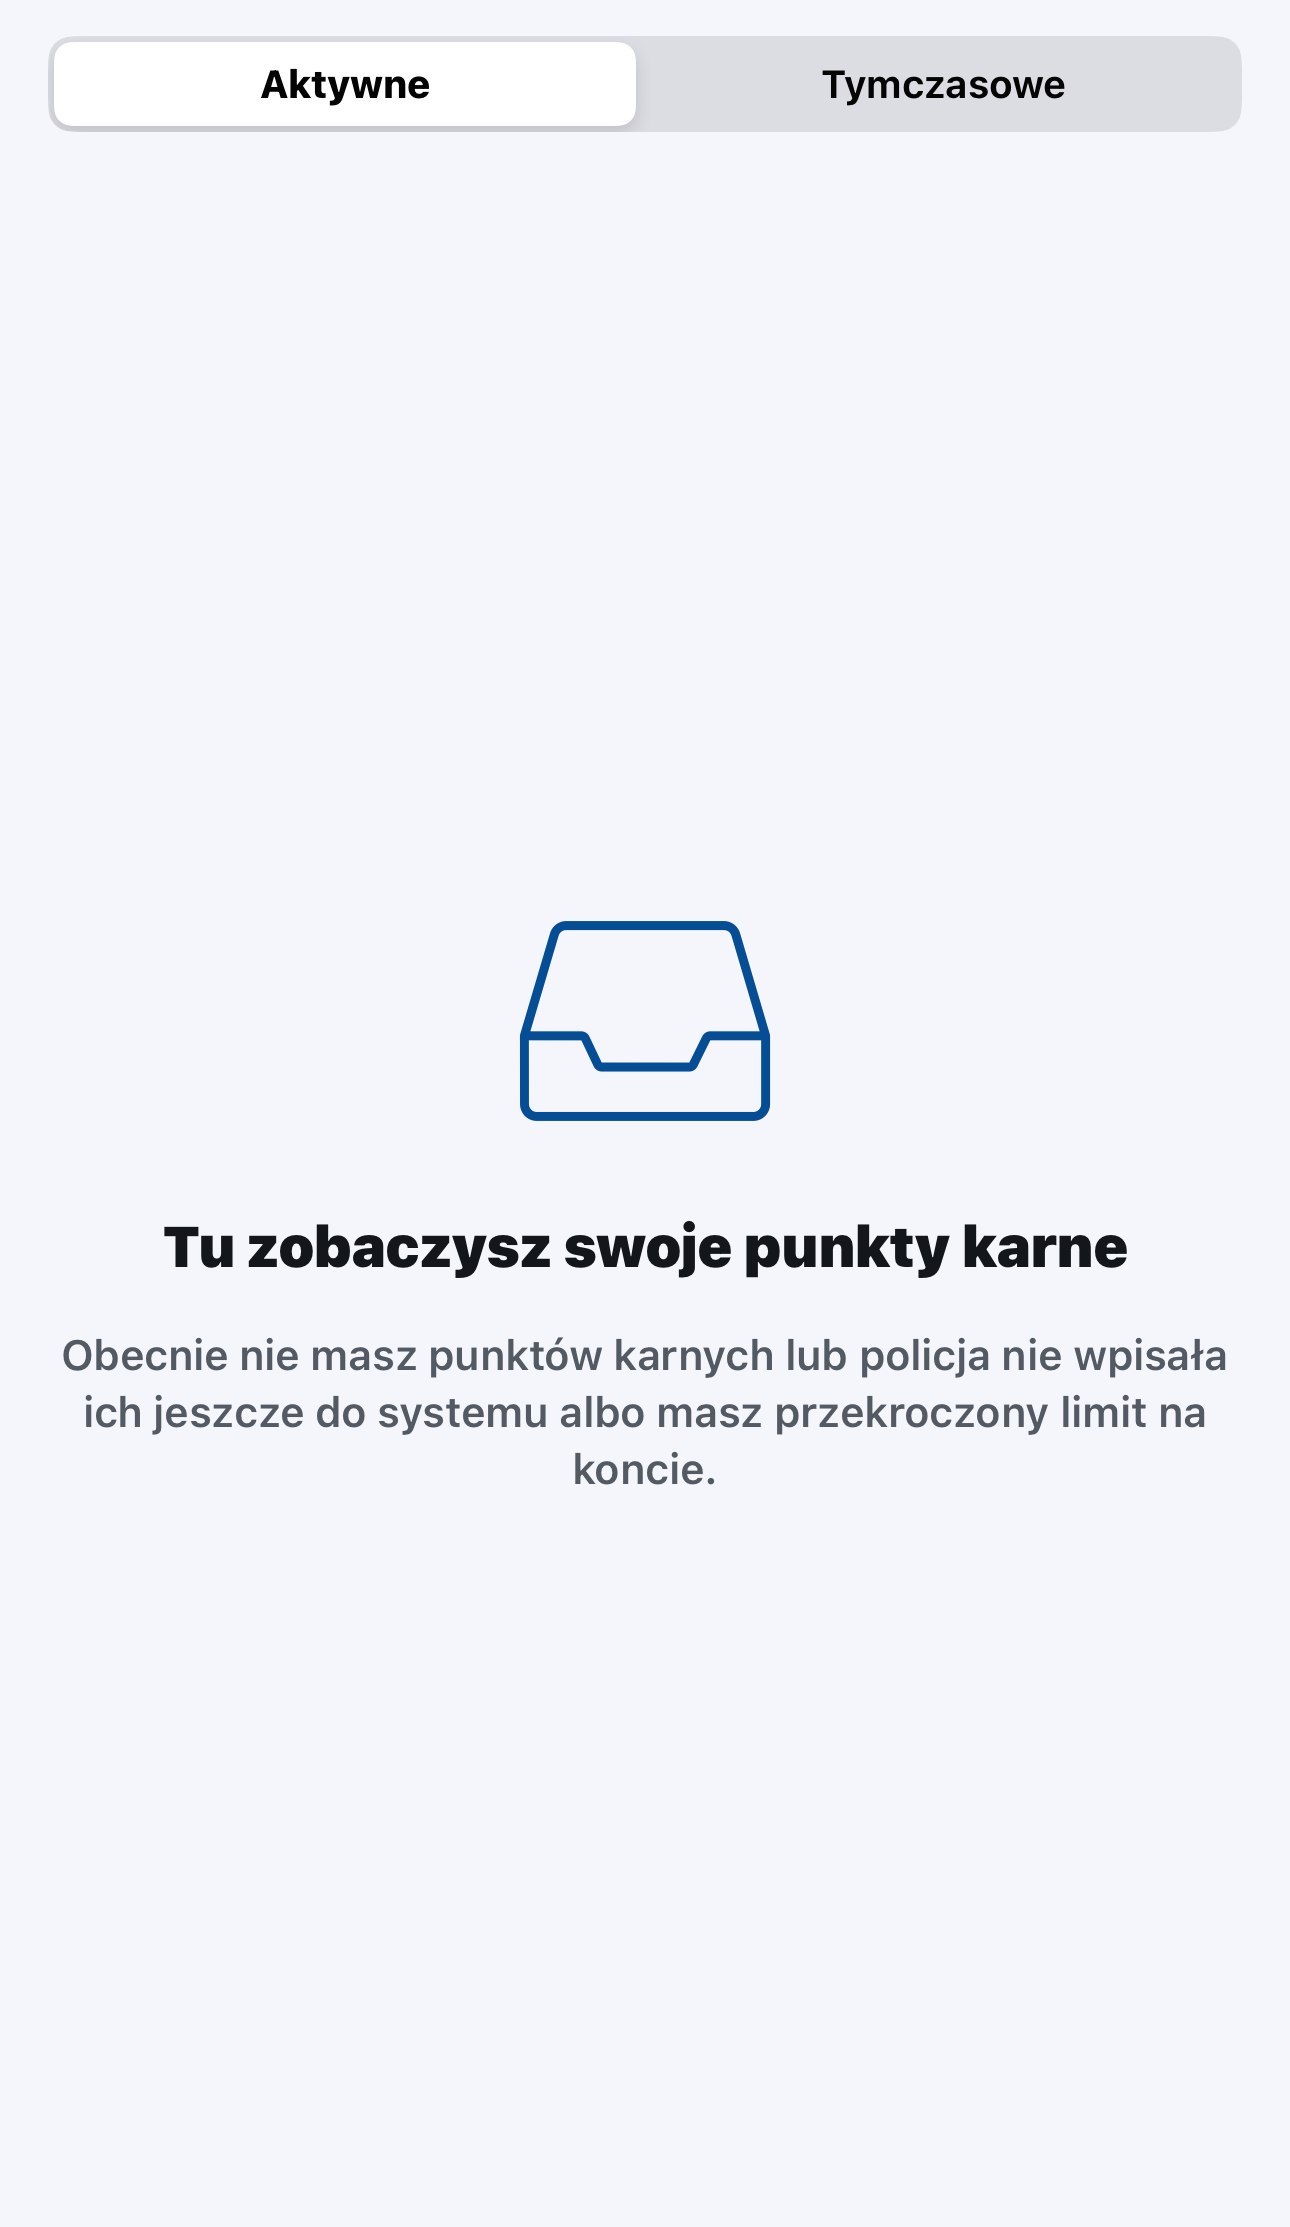 Aktywne
Tymczasowe
Tu zobaczysz swoje punkty karne
Obecnie nie masz punktów karnych lub policja nie wpisała
ich jeszcze do systemu albo masz przekroczony limit na
koncie.